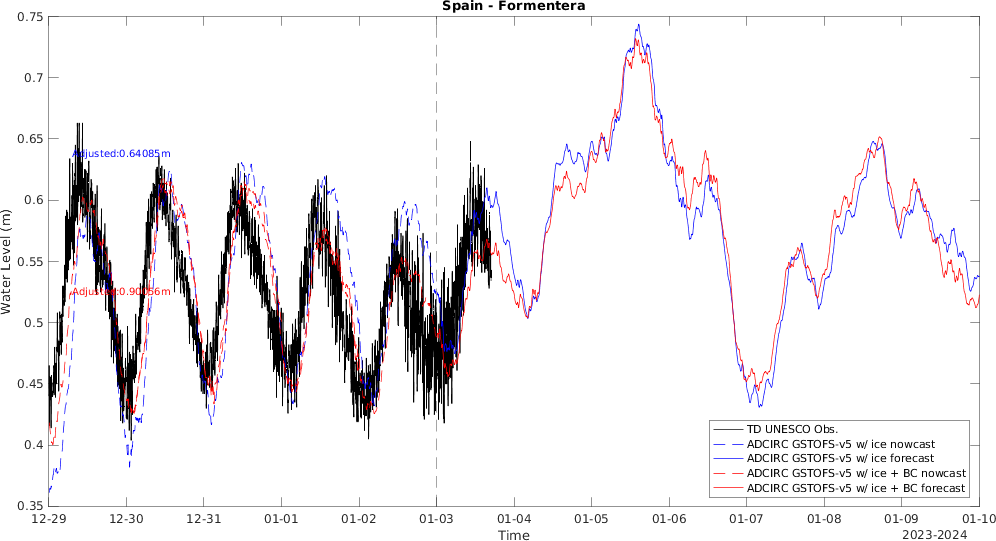 Spain - Formentera
0.75
0.7
0.65
0.6
0.55
0.5
0.45
0.4
0.35
Water Level (m)
Adjusted:0.64085m
Adjusted:0.90056m
TD UNESCO Obs.
ADCIRC GSTOFS-v5 w/ ice nowcast
ADCIRC GSTOFS-v5 w/ ice forecast
ADCIRC GSTOFS-v5 w/ ice + BC nowcast
ADCIRC GSTOFS-v5 w/ ice + BC forecast
12-29 12-30 12-31 01-01 01-02 01-03 01-04 01-05 01-06 01-07 01-08 01-09 01-10
Time
2023-2024